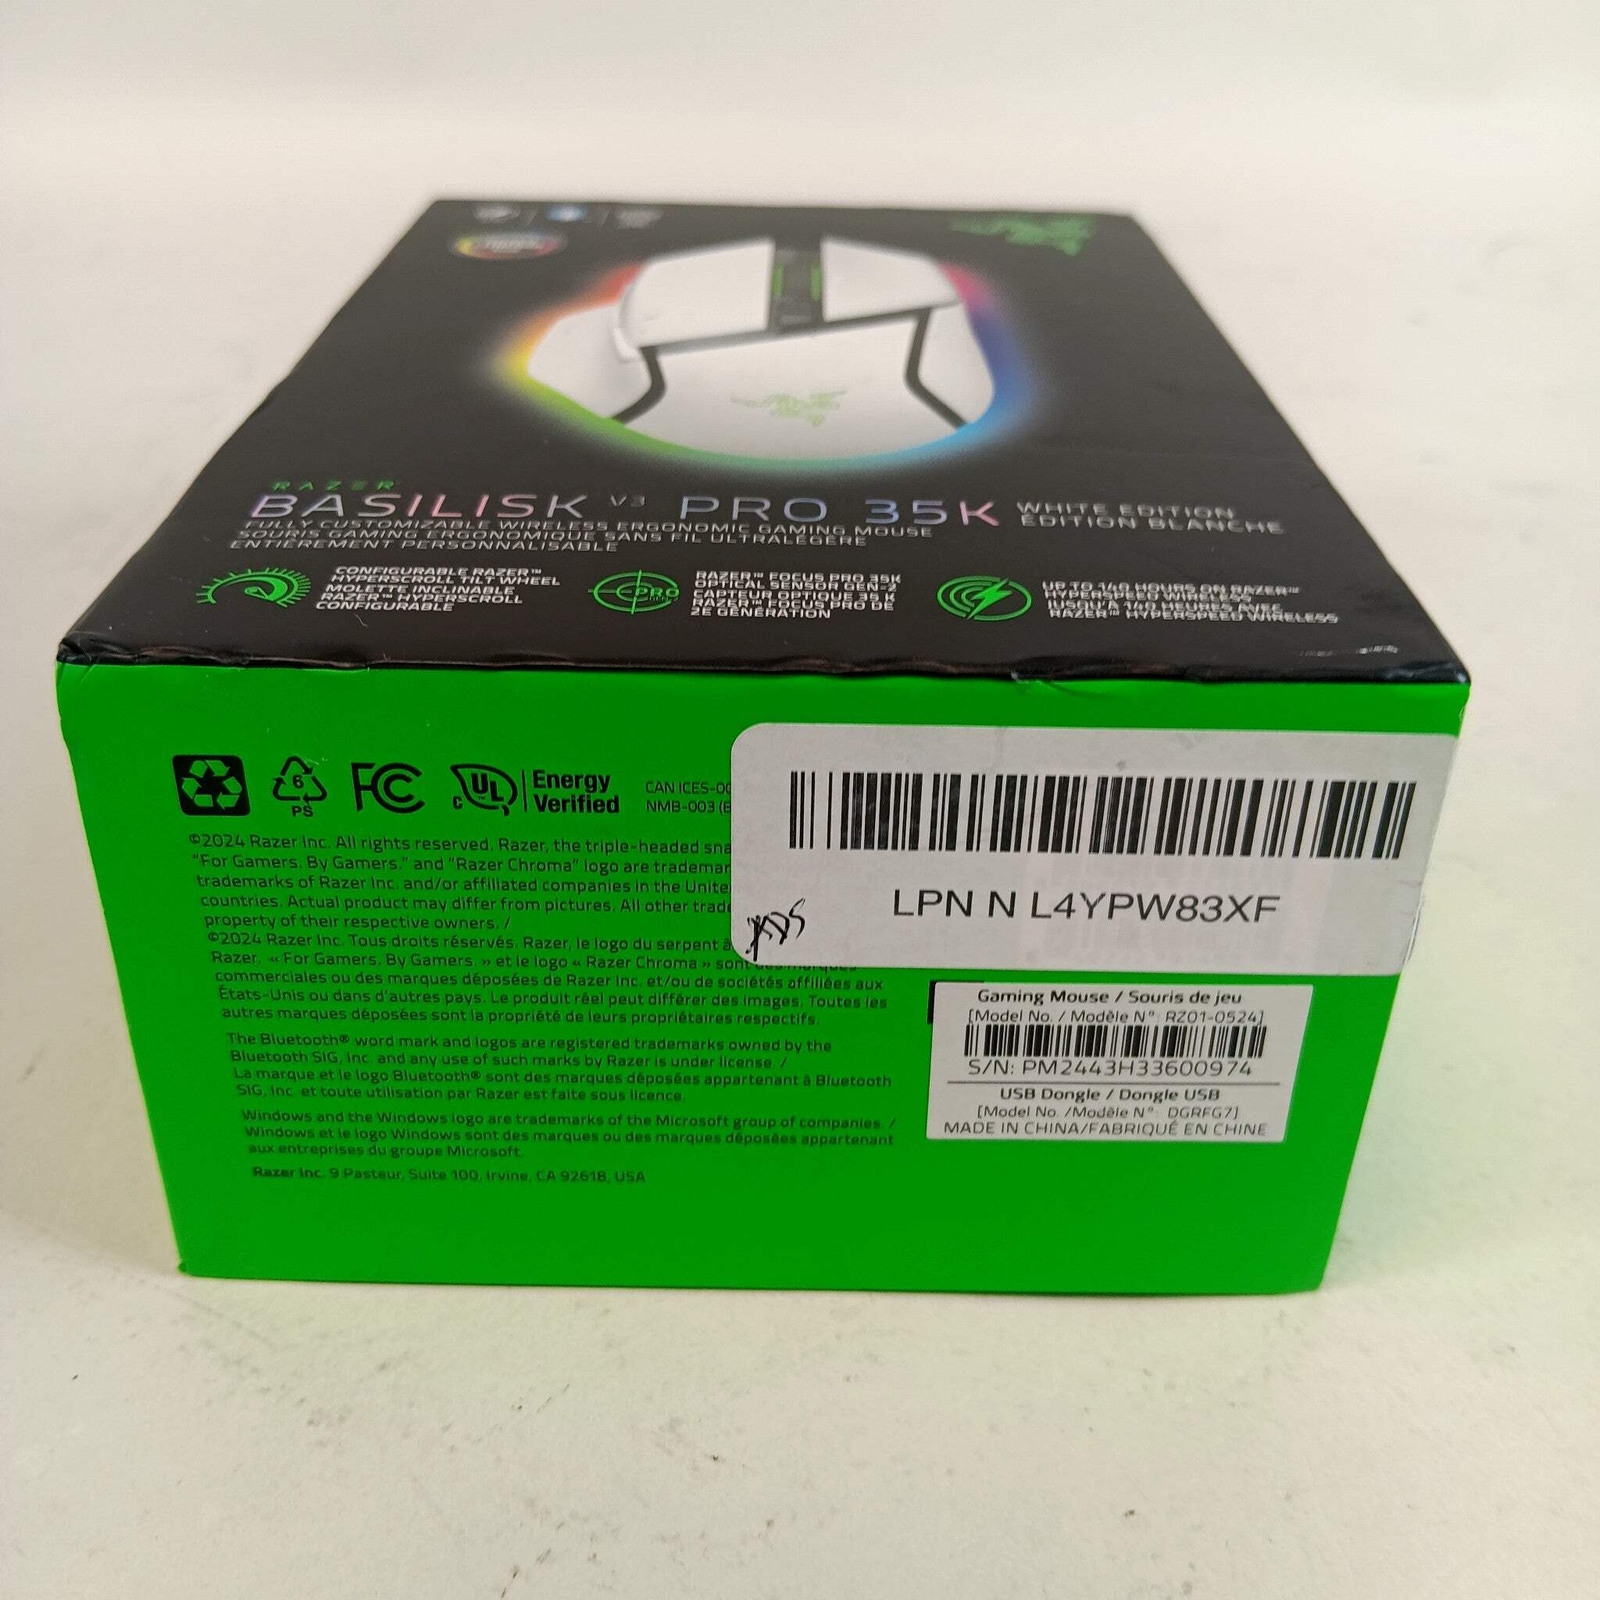 RAZER
BASILISK V3 PRO 35K WHITE EDITION
ÉDITION BLANCHE
FULLY CUSTOMIZABLE WIRELESS ERGONOMIC GAMING MOUSE
SOURIS GAMING ERGONOMIQUE SANS FIL ULTRALÉGÈRE
ENTIÈREMENT PERSONNALISABLE
CONFIGURABLE RAZER™
HYPERSCROLL TILT WHEEL
MOLETTE INCLINABLE
RAZER™ HYPERSCROLL
CONFIGURABLE
PRO
RAZER™ FOCUS PRO 35K
OPTICAL SENSOR GEN-2
CAPTEUR OPTIQUE 35 K
RAZER™ FOCUS PRO DE
2E GÉNÉRATION
UP TO 140 HOURS ON RAZER™
HYPERSPEED WIRELESS
JUSQU'À 140 HEURES AVEC
RAZER™ HYPERSPEED WIRELESS
6
PS
FC
c UL Energy
Verified
CAN ICES-00
NMB-003 (B
©2024 Razer Inc. All rights reserved. Razer, the triple-headed sna
"For Gamers. By Gamers." and "Razer Chroma" logo are trademar
trademarks of Razer Inc. and/or affiliated companies in the Unite
countries. Actual product may differ from pictures. All other trade
property of their respective owners. /
©2024 Razer Inc. Tous droits réservés. Razer, le logo du serpent à
Razer, « For Gamers. By Gamers. » et le logo « Razer Chroma » sont des marques
commerciales ou des marques déposées de Razer Inc. et/ou de sociétés affiliées aux
États-Unis ou dans d'autres pays. Le produit réel peut différer des images. Toutes les
autres marques déposées sont la propriété de leurs propriétaires respectifs.
The Bluetooth® word mark and logos are registered trademarks owned by the
Bluetooth SIG, Inc. and any use of such marks by Razer is under license. /
La marque et le logo Bluetooth® sont des marques déposées appartenant à Bluetooth
SIG, Inc. et toute utilisation par Razer est faite sous licence.
Windows and the Windows logo are trademarks of the Microsoft group of companies. /
Windows et le logo Windows sont des marques ou des marques déposées appartenant
aux entreprises du groupe Microsoft.
Razer Inc. 9 Pasteur, Suite 100, Irvine, CA 92618, USA
LPN N L4YPW83XF
Gaming Mouse / Souris de jeu
[Model No. / Modèle N°: RZ01-0524]
S/N: PM2443H33600974
USB Dongle / Dongle USB
[Model No. /Modèle N°: DGRFG7]
MADE IN CHINA/FABRIQUÉ EN CHINE